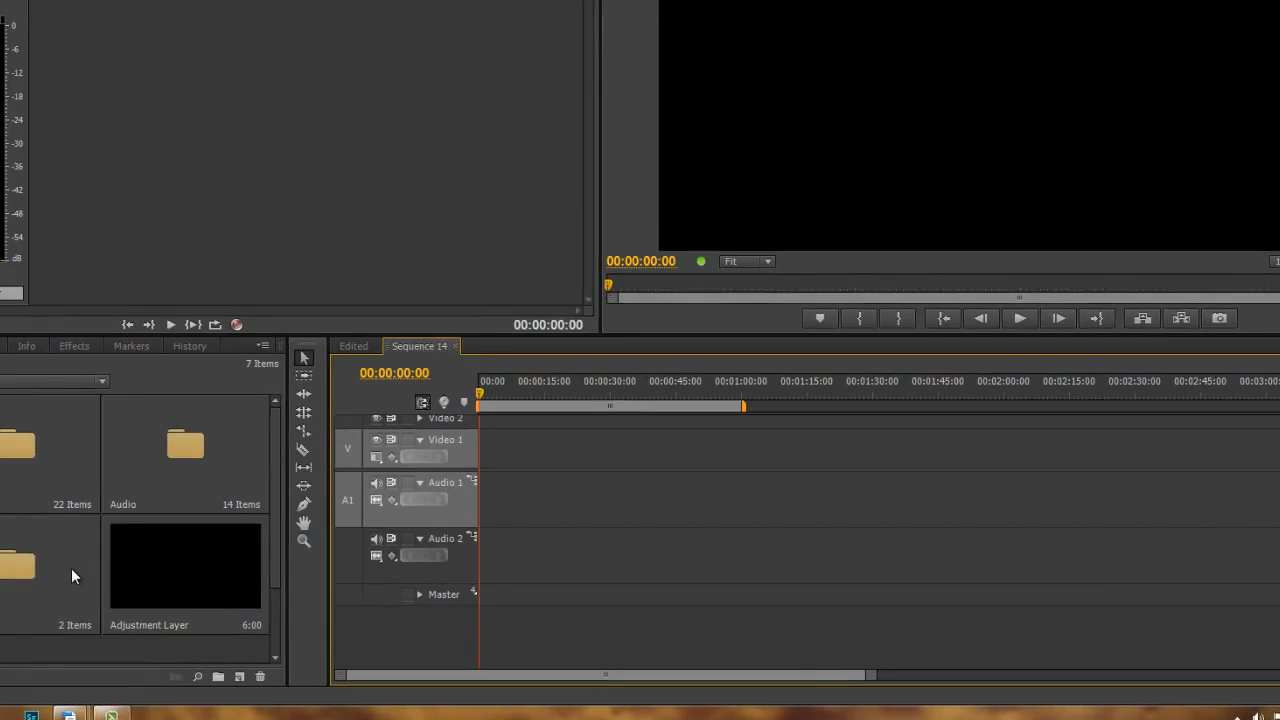 0
-6
-12
-18
-24
-30
-36
-42
-48
-54
dB
00:00:00:00
00:00:00:00
Fit
Info
Effects
Markers
History
7 Items
22 Items
Audio
14 Items
2 Items
Adjustment Layer
6:00
Edited
Sequence 14
00:00:00:00
00:00
00:00:15:00
00:00:30:00
00:00:45:00
00:01:00:00
00:01:15:00
00:01:30:00
00:01:45:00
00:02:00:00
00:02:15:00
00:02:30:00
00:02:45:00
00:03:00
Video 2
V
Video 1
A1
Audio 1
Audio 2
Master